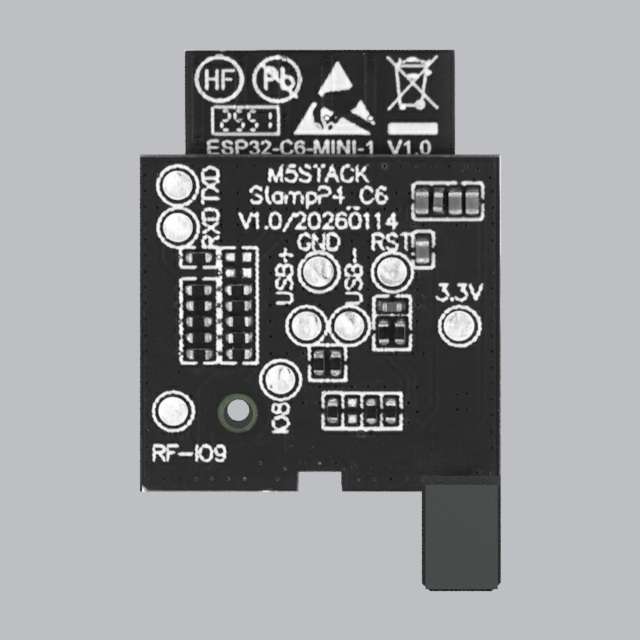 HF
Pb
2551
ESP32-C6-MINI-1 V1.0
TXD
RXD
M5STACK
StampP4_C6
V1.0/20260114
GND
RST
USB+
USB-
3.3V
IO8
RF-IO9